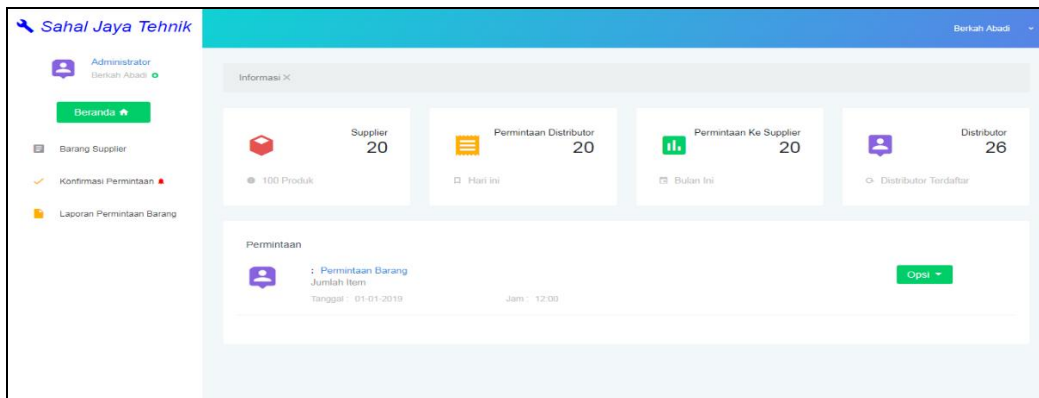 Sahal Jaya Tehnik
Berkah Abadi
Administrator
Berkah Abadi
Beranda
Barang Supplier
Konfirmasi Permintaan
Laporan Permintaan Barang
Informasi
Supplier
20
100 Produk
Permintaan Distributor
20
Hari ini
Permintaan Ke Supplier
20
Bulan Ini
Distributor
26
Distributor Terdaftar
Permintaan
: Permintaan Barang
Jumlah Item
Tanggal : 01-01-2019 Jam : 12:00
Opsi